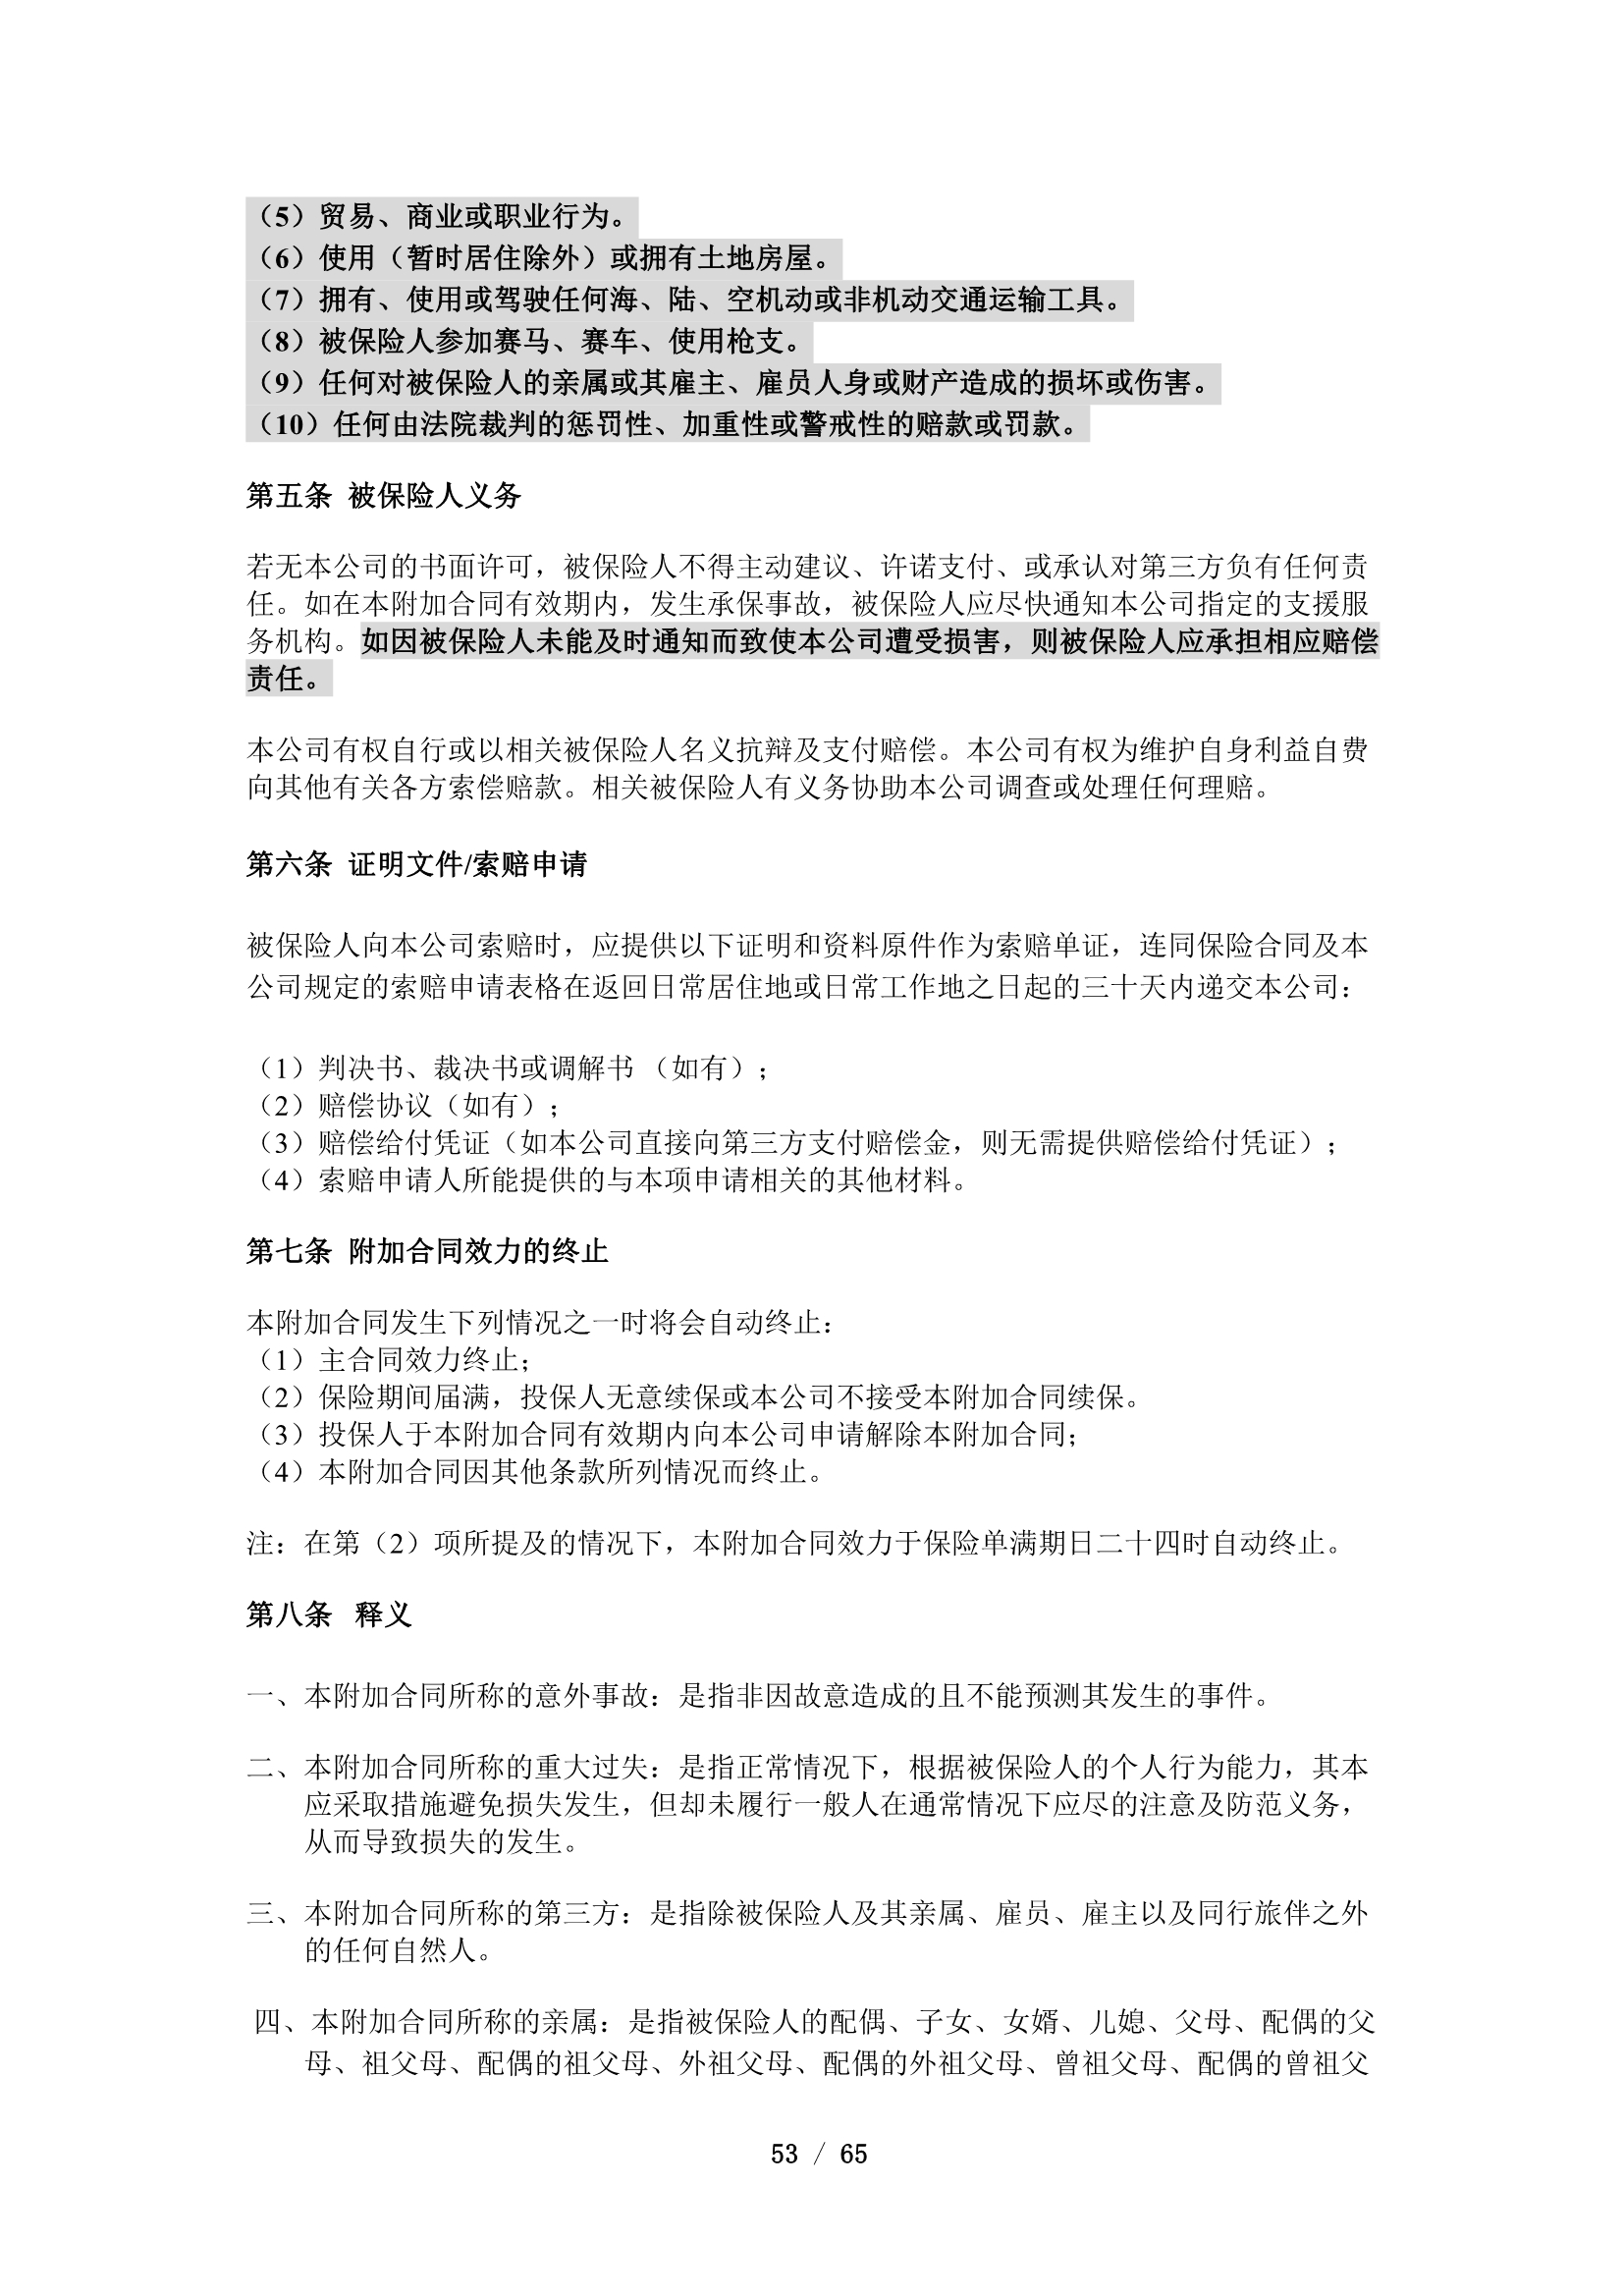 （5）贸易、商业或职业行为。
（6）使用（暂时居住除外）或拥有土地房屋。
（7）拥有、使用或驾驶任何海、陆、空机动或非机动交通运输工具。
（8）被保险人参加赛马、赛车、使用枪支。
（9）任何对被保险人的亲属或其雇主、雇员人身或财产造成的损坏或伤害。
（10）任何由法院裁判的惩罚性、加重性或警戒性的赔款或罚款。
第五条 被保险人义务
若无本公司的书面许可，被保险人不得主动建议、许诺支付、或承认对第三方负有任何责
任。如在本附加合同有效期内，发生承保事故，被保险人应尽快通知本公司指定的支援服
务机构。如因被保险人未能及时通知而致使本公司遭受损害，则被保险人应承担相应赔偿
责任。
本公司有权自行或以相关被保险人名义抗辩及支付赔偿。本公司有权为维护自身利益自费
向其他有关各方索偿赔款。相关被保险人有义务协助本公司调查或处理任何理赔。
第六条 证明文件/索赔申请
被保险人向本公司索赔时，应提供以下证明和资料原件作为索赔单证，连同保险合同及本
公司规定的索赔申请表格在返回日常居住地或日常工作地之日起的三十天内递交本公司：
（1）判决书、裁决书或调解书 （如有）；
（2）赔偿协议（如有）；
（3）赔偿给付凭证（如本公司直接向第三方支付赔偿金，则无需提供赔偿给付凭证）；
（4）索赔申请人所能提供的与本项申请相关的其他材料。
第七条 附加合同效力的终止
本附加合同发生下列情况之一时将会自动终止：
（1）主合同效力终止；
（2）保险期间届满，投保人无意续保或本公司不接受本附加合同续保。
（3）投保人于本附加合同有效期内向本公司申请解除本附加合同；
（4）本附加合同因其他条款所列情况而终止。
注：在第（2）项所提及的情况下，本附加合同效力于保险单满期日二十四时自动终止。
第八条 释义
一、本附加合同所称的意外事故：是指非因故意造成的且不能预测其发生的事件。
二、本附加合同所称的重大过失：是指正常情况下，根据被保险人的个人行为能力，其本
应采取措施避免损失发生，但却未履行一般人在通常情况下应尽的注意及防范义务，
从而导致损失的发生。
三、本附加合同所称的第三方：是指除被保险人及其亲属、雇员、雇主以及同行旅伴之外
的任何自然人。
四、本附加合同所称的亲属：是指被保险人的配偶、子女、女婿、儿媳、父母、配偶的父
母、祖父母、配偶的祖父母、外祖父母、配偶的外祖父母、曾祖父母、配偶的曾祖父
53 / 65